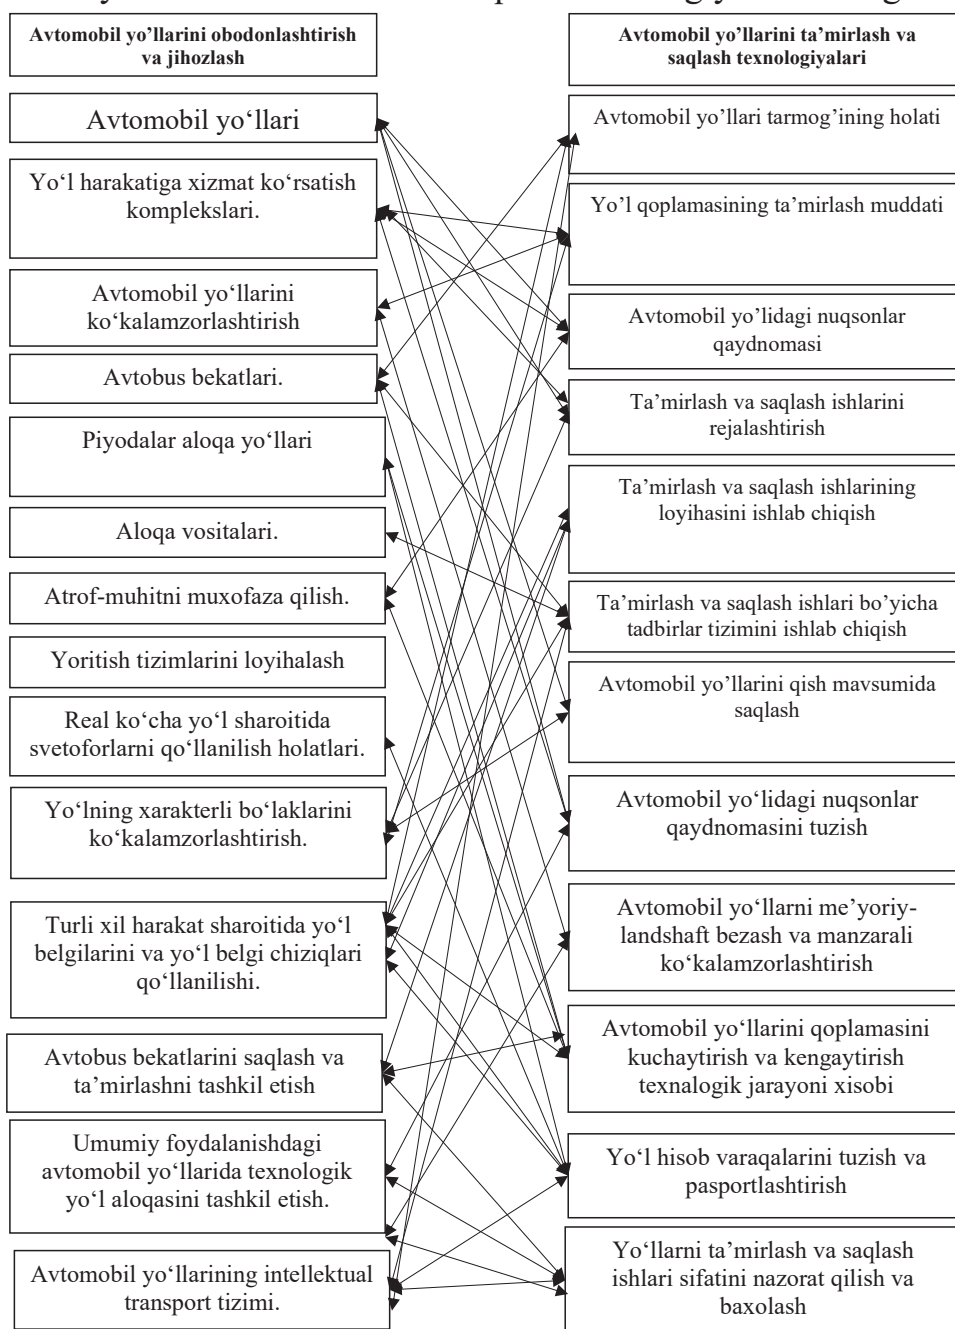 Avtomobil yo’llarini obodonlashtirish
va jihozlash
Avtomobil yo‘llari
Yo‘l harakatiga xizmat ko‘rsatish
komplekslari.
Avtomobil yo‘llarini
ko‘kalamzorlashtirish
Avtobus bekatlari.
Piyodalar aloqa yo‘llari
Aloqa vositalari.
Atrof-muhitni muxofaza qilish.
Yoritish tizimlarini loyihalash
Real ko‘cha yo‘l sharoitida
svetoforlarni qo‘llanilish holatlari.
Yo‘lning xarakterli bo‘laklarini
ko‘kalamzorlashtirish.
Turli xil harakat sharoitida yo‘l
belgilarini va yo‘l belgi chiziqlari
qo‘llanilishi.
Avtobus bekatlarini saqlash va
ta’mirlashni tashkil etish
Umumiy foydalanishdagi
avtomobil yo‘llarida texnologik
yo‘l aloqasini tashkil etish.
Avtomobil yo‘llarining intellektual
transport tizimi.
Avtomobil yo’llarini ta’mirlash va
saqlash texnologiyalari
Avtomobil yo’llari tarmog’ining holati
Yo’l qoplamasining ta’mirlash muddati
Avtomobil yo’lidagi nuqsonlar
qaydnomasi
Ta’mirlash va saqlash ishlarini
rejalashtirish
Ta’mirlash va saqlash ishlarining
loyihasini ishlab chiqish
Ta’mirlash va saqlash ishlari bo’yicha
tadbirlar tizimini ishlab chiqish
Avtomobil yo’llarini qish mavsumida
saqlash
Avtomobil yo‘lidagi nuqsonlar
qaydnomasini tuzish
Avtomobil yo‘llarni me’yoriy-
landshaft bezash va manzarali
ko‘kalamzorlashtirish
Avtomobil yo‘llarini qoplamasini
kuchaytirish va kengaytirish
texnalogik jarayoni xisobi
Yo‘l hisob varaqalarini tuzish va
pasportlashtirish
Yo‘llarni ta’mirlash va saqlash
ishlari sifatini nazorat qilish va
baxolash